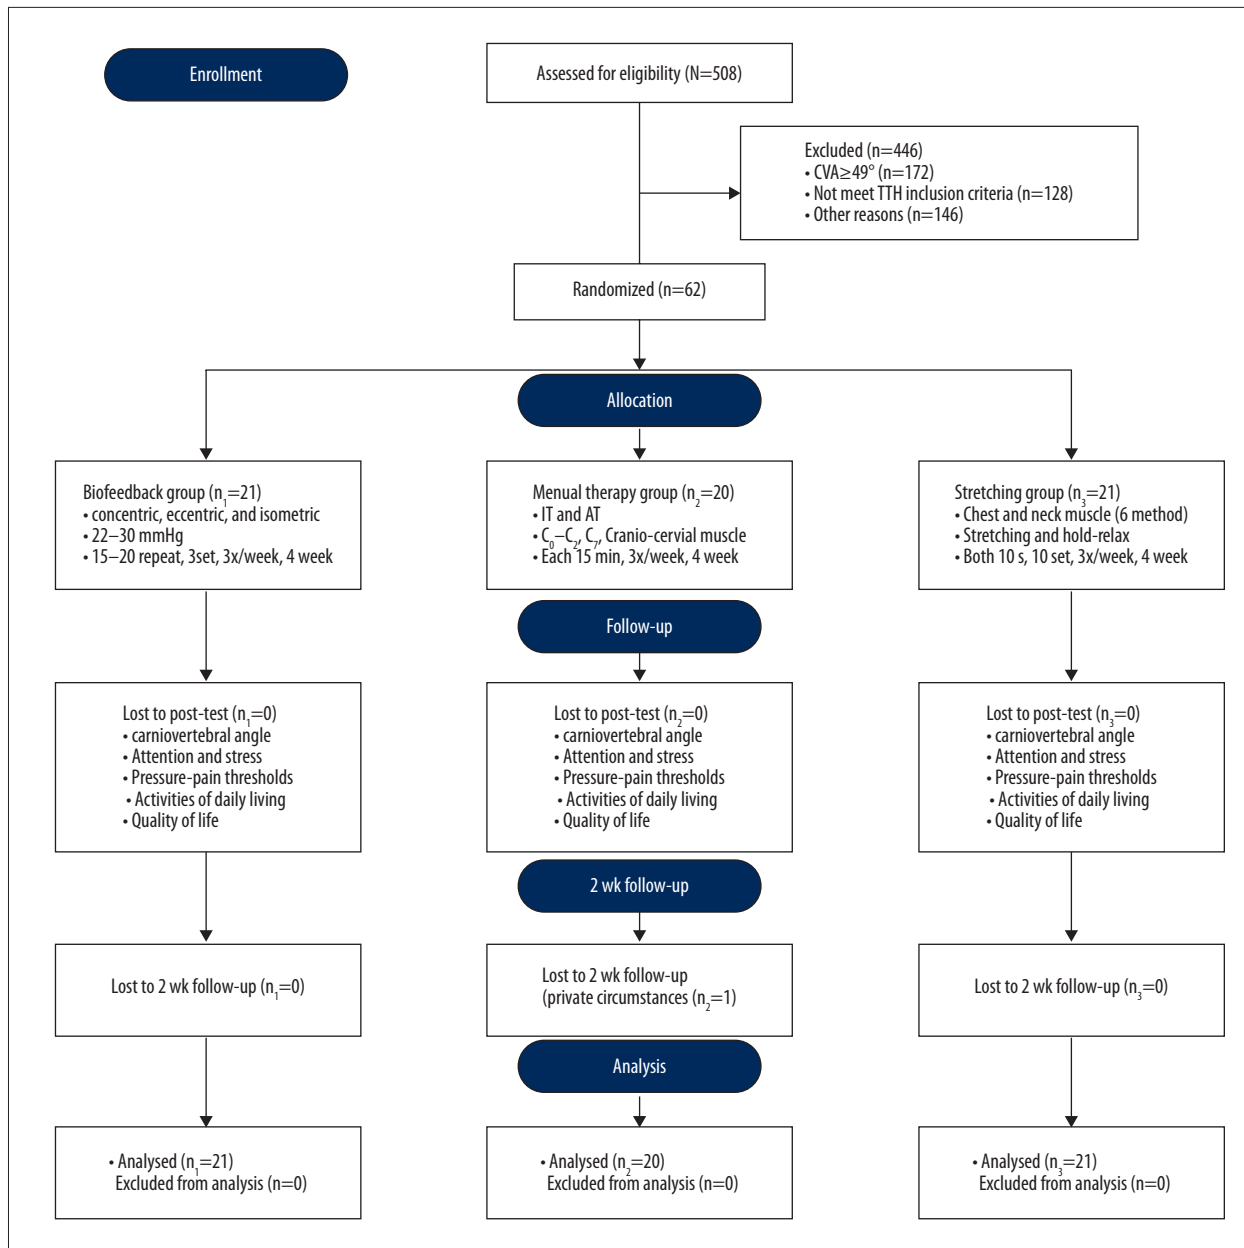 Enrollment
Assessed for eligibility (N=508)
Excluded (n=446)
• CVA≥49° (n=172)
• Not meet TTH inclusion criteria (n=128)
• Other reasons (n=146)
Randomized (n=62)
Allocation
Biofeedback group (n₁=21)
• concentric, eccentric, and isometric
• 22–30 mmHg
• 15–20 repeat, 3set, 3x/week, 4 week
Menual therapy group (n₂=20)
• IT and AT
• C₀–C₂, C₇, Cranio-cervial muscle
• Each 15 min, 3x/week, 4 week
Stretching group (n₃=21)
• Chest and neck muscle (6 method)
• Stretching and hold-relax
• Both 10 s, 10 set, 3x/week, 4 week
Follow-up
Lost to post-test (n₁=0)
• carniovertebral angle
• Attention and stress
• Pressure-pain thresholds
• Activities of daily living
• Quality of life
Lost to post-test (n₂=0)
• carniovertebral angle
• Attention and stress
• Pressure-pain thresholds
• Activities of daily living
• Quality of life
Lost to post-test (n₃=0)
• carniovertebral angle
• Attention and stress
• Pressure-pain thresholds
• Activities of daily living
• Quality of life
2 wk follow-up
Lost to 2 wk follow-up (n₁=0)
Lost to 2 wk follow-up
(private circumstances (n₂=1)
Lost to 2 wk follow-up (n₃=0)
Analysis
• Analysed (n₁=21)
Excluded from analysis (n=0)
• Analysed (n₂=20)
Excluded from analysis (n=0)
• Analysed (n₃=21)
Excluded from analysis (n=0)